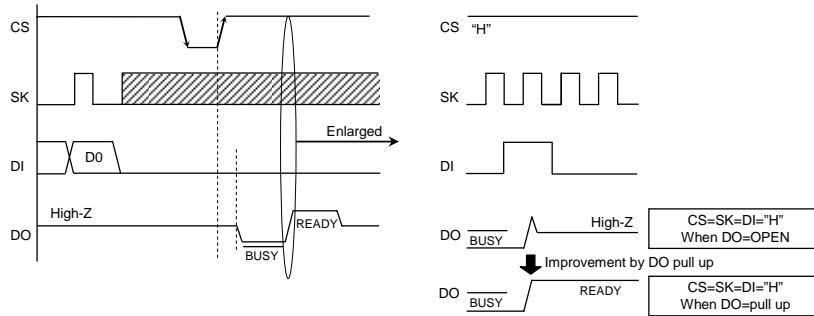 CS
SK
DI
D0
Enlarged
High-Z
DO
BUSY
READY
CS "H"
SK
DI
DO
BUSY
High-Z
CS=SK=DI="H"
When DO=OPEN
Improvement by DO pull up
DO
BUSY
READY
CS=SK=DI="H"
When DO=pull up